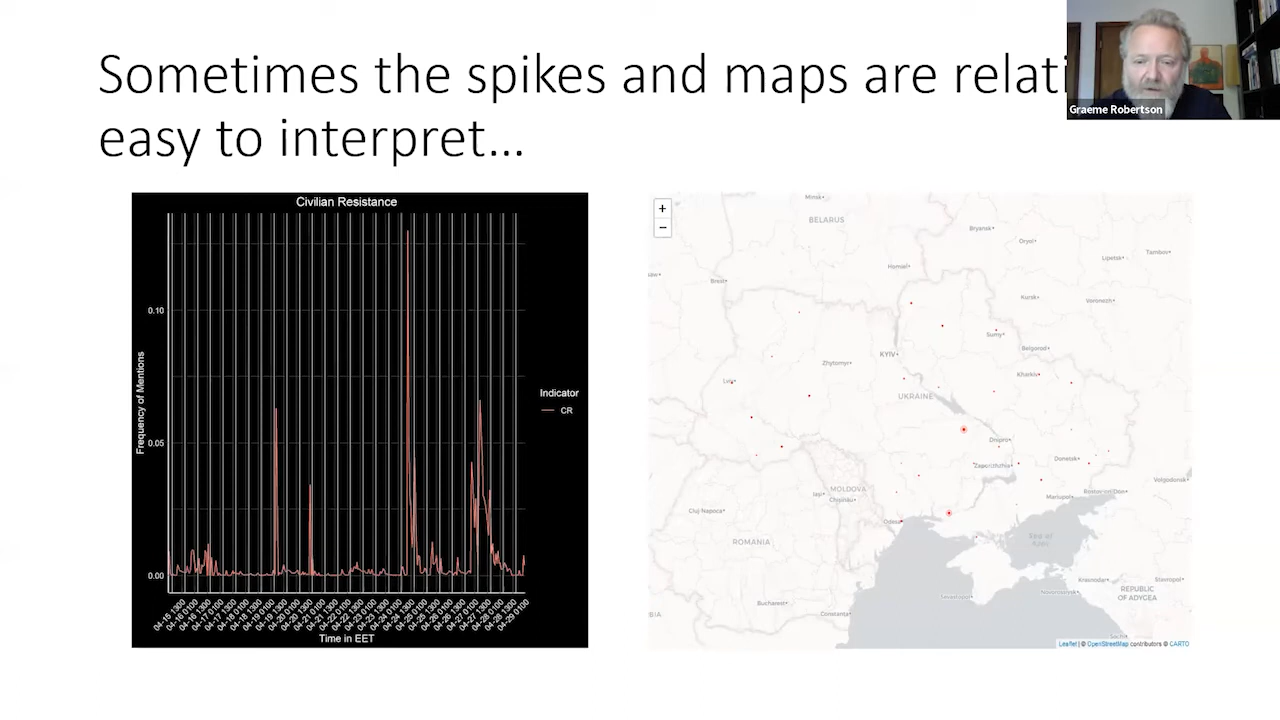 Sometimes the spikes and maps are relati
easy to interpret...
Graeme Robertson
Civilian Resistance
Frequency of Mentions
0.10
0.05
0.00
Time in EET
Indicator
CR
+
−
Minsk
BELARUS
Bryansk
Oryol
Tambov
Lipetsk
Homiel
Brest
Kursk
Voronezh
Sumy
Belgorod
KYIV
Zhytomyr
Kharkiv
Lviv
UKRAINE
Dnipro
Donetsk
Zaporizhzhia
MOLDOVA
Iași
Chișinău
Mariupol
Rostov-on-Don
Volgodonsk
Cluj-Napoca
Odesa
ROMANIA
Sea of
Azov
Krasnodar
Stavropol
REPUBLIC
OF ADYGEA
Sevastopol
Novorossiysk
Bucharest
Constanta
Sochi
Leaflet | © OpenStreetMap contributors © CARTO